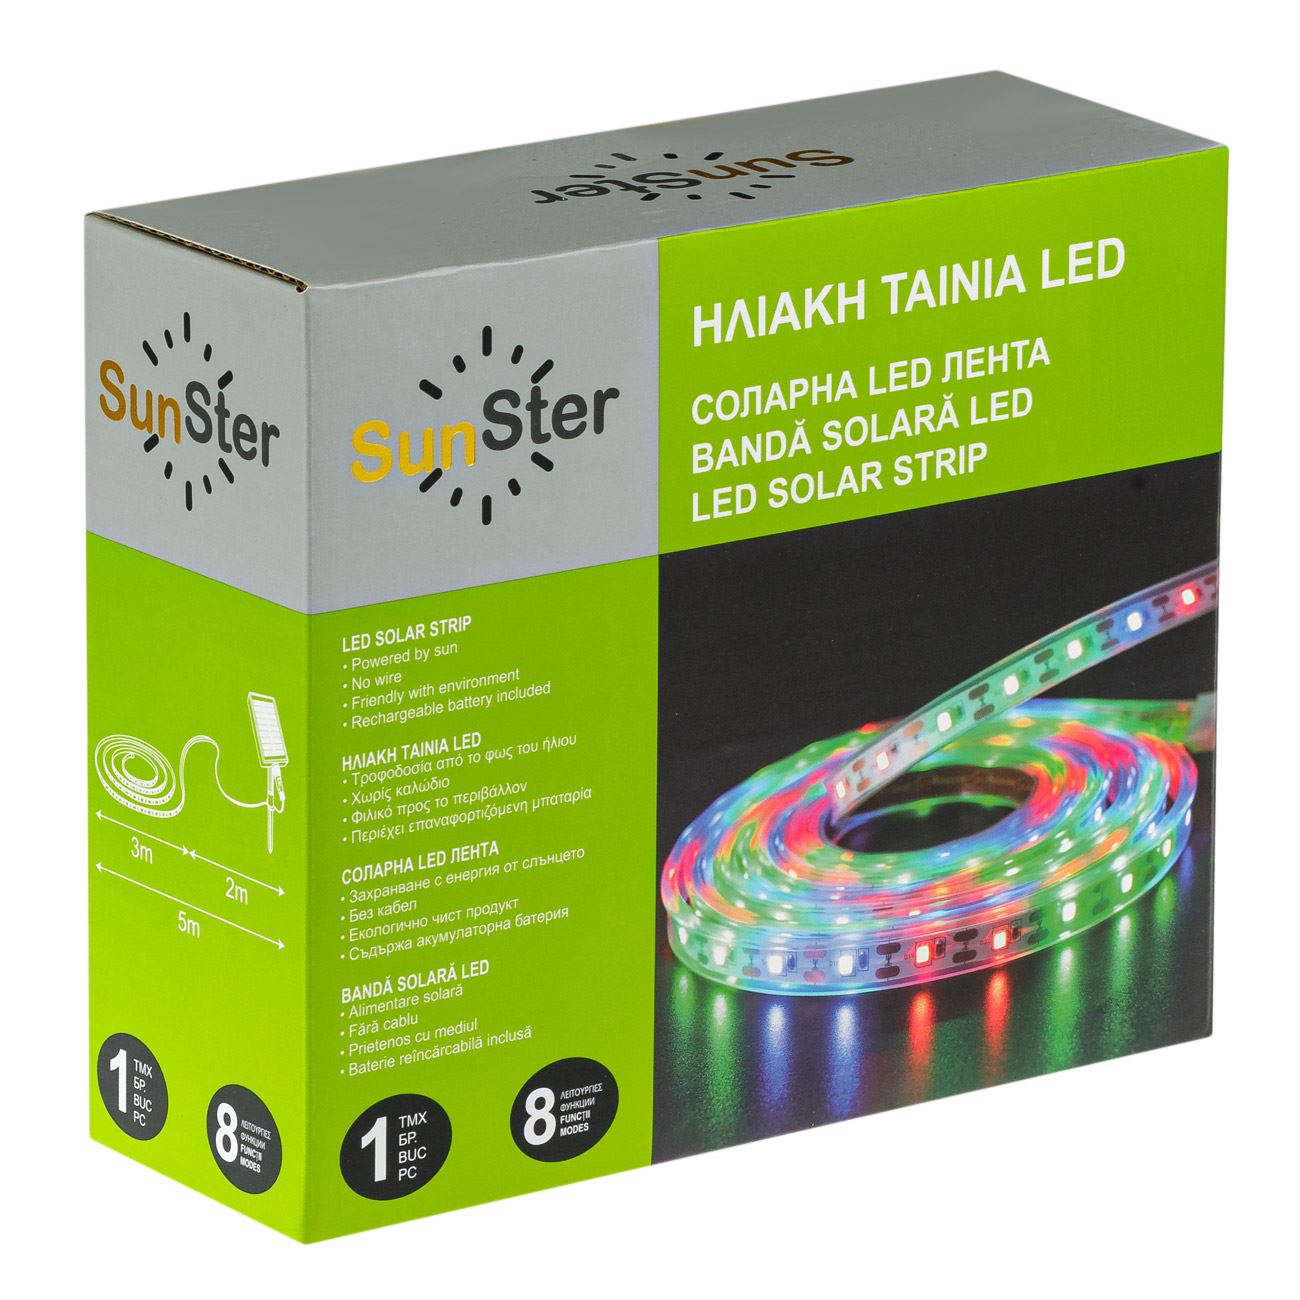 SunSter
SunSter
3m
2m
5m
1
ΤΜΧ
БР.
BUC
PC
8
ΛΕΙΤΟΥΡΓΙΕΣ
ФУНКЦИИ
FUNCȚII
MODES
SunSter
LED SOLAR STRIP
• Powered by sun
• No wire
• Friendly with environment
• Rechargeable battery included
ΗΛΙΑΚΗ ΤΑΙΝΙΑ LED
• Τροφοδοσία από το φως του ήλιου
• Χωρίς καλώδιο
• Φιλικό προς το περιβάλλον
• Περιέχει επαναφορτιζόμενη μπαταρία
СОЛАРНА LED ЛЕНТА
• Захранване с енергия от слънцето
• Без кабел
• Екологично чист продукт
• Съдържа акумулаторна батерия
BANDĂ SOLARĂ LED
• Alimentare solară
• Fără cablu
• Prietenos cu mediul
• Baterie reîncărcabilă inclusă
1
ΤΜΧ
БР.
BUC
PC
8
ΛΕΙΤΟΥΡΓΙΕΣ
ФУНКЦИИ
FUNCȚII
MODES
ΗΛΙΑΚΗ ΤΑΙΝΙΑ LED
СОЛАРНА LED ЛЕНТА
BANDĂ SOLARĂ LED
LED SOLAR STRIP